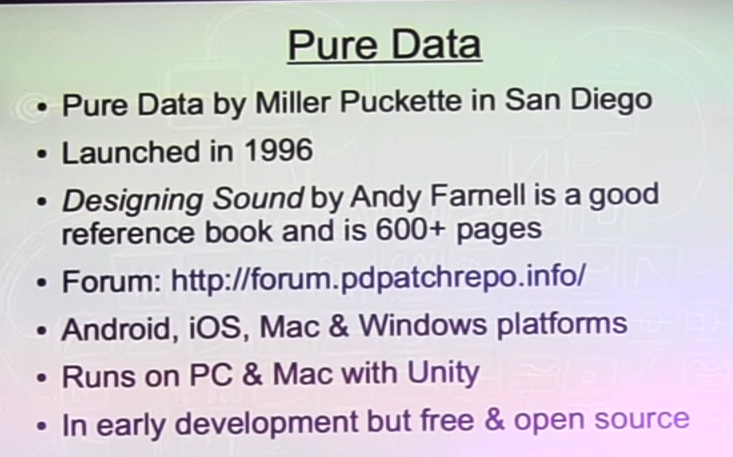 Pure Data
• Pure Data by Miller Puckette in San Diego
• Launched in 1996
• Designing Sound by Andy Farnell is a good
reference book and is 600+ pages
• Forum: http://forum.pdpatchrepo.info/
• Android, iOS, Mac & Windows platforms
• Runs on PC & Mac with Unity
• In early development but free & open source